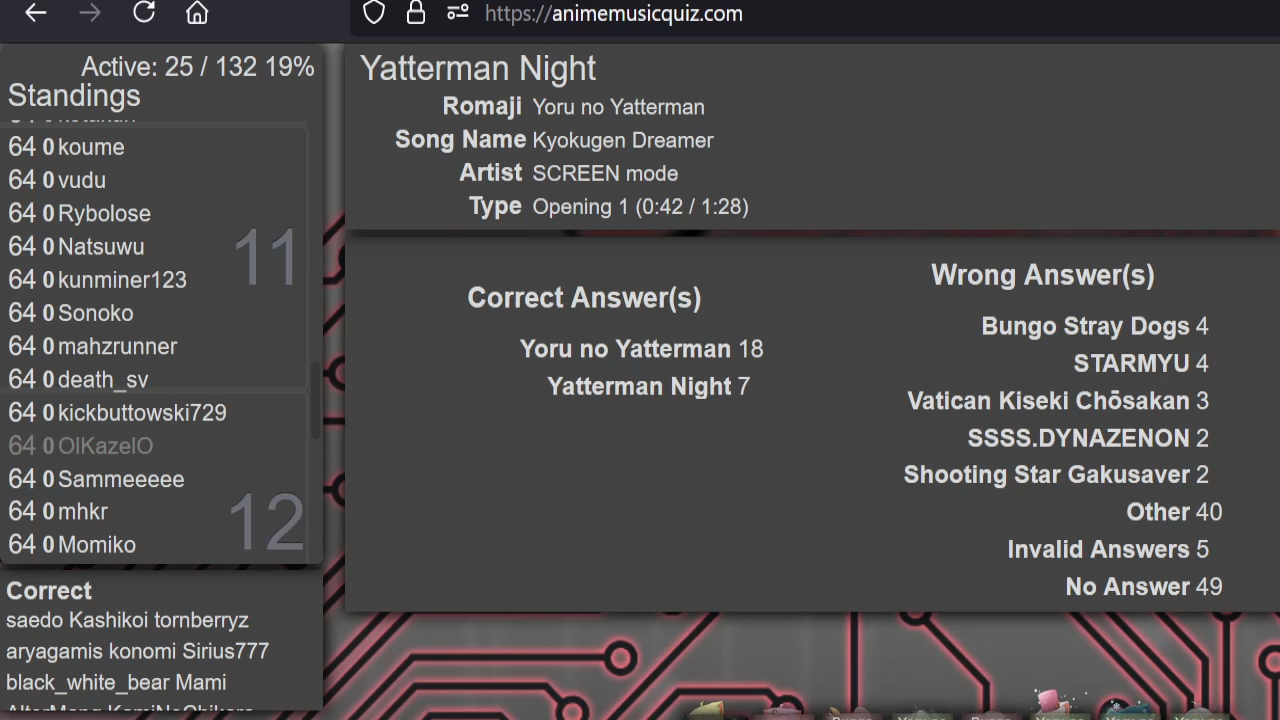 https://animemusicquiz.com
Active: 25 / 132 19%
Standings
64 0 koume
64 0 vudu
64 0 Rybolose
64 0 Natsuwu
11
64 0 kunminer123
64 0 Sonoko
64 0 mahzrunner
64 0 death_sv
64 0 kickbuttowski729
64 0 OlKazelO
64 0 Sammeeeee
64 0 mhkr
12
64 0 Momiko
Correct
saedo Kashikoi tornberryz
aryagamis konomi Sirius777
black_white_bear Mami
Yatterman Night
Romaji Yoru no Yatterman
Song Name Kyokugen Dreamer
Artist SCREEN mode
Type Opening 1 (0:42 / 1:28)
Correct Answer(s)
Yoru no Yatterman 18
Yatterman Night 7
Wrong Answer(s)
Bungo Stray Dogs 4
STARMYU 4
Vatican Kiseki Chōsakan 3
SSSS.DYNAZENON 2
Shooting Star Gakusaver 2
Other 40
Invalid Answers 5
No Answer 49